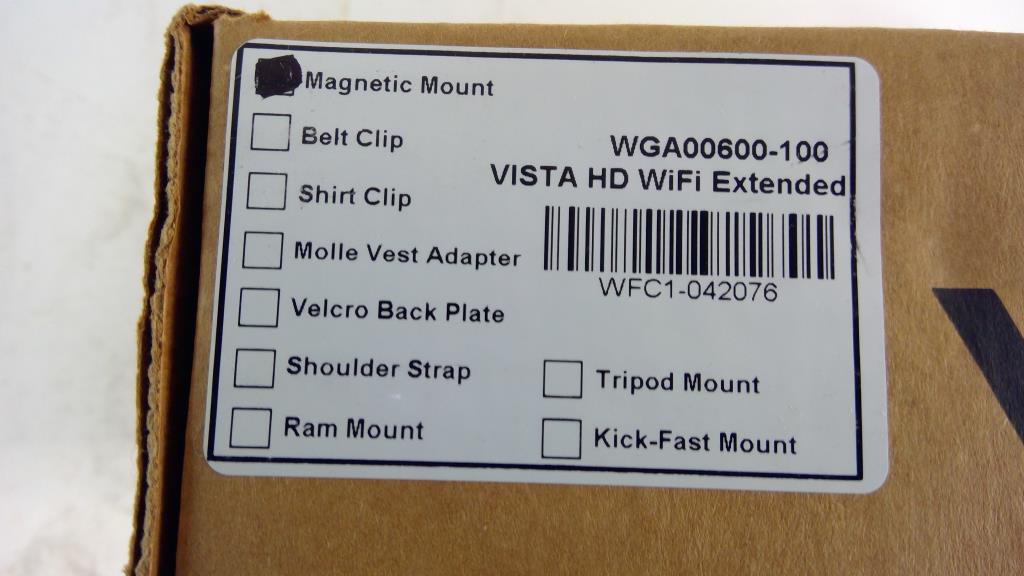 Magnetic Mount
Belt Clip
Shirt Clip
Molle Vest Adapter
Velcro Back Plate
Shoulder Strap
Ram Mount
WGA00600-100
VISTA HD WiFi Extended
WFC1-042076
Tripod Mount
Kick-Fast Mount